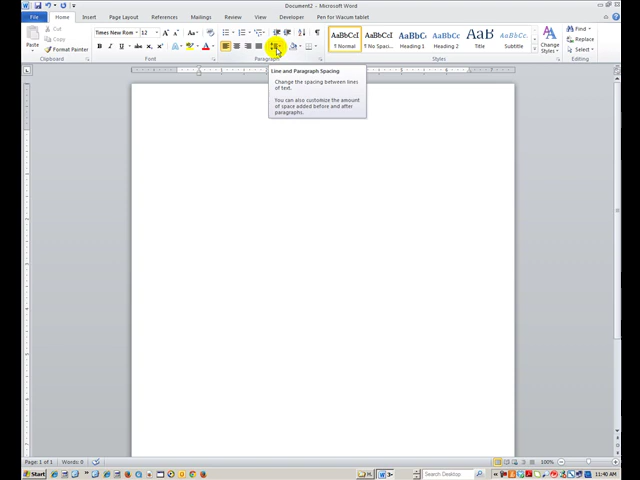 Document2 - Microsoft Word
File Home Insert Page Layout References Mailings Review View Developer Pen for Wacum tablet
Paste
Cut
Copy
Format Painter
Clipboard
Times New Rom 12
B I U abc
Font
Paragraph
AaBbCcI
¶ Normal
AaBbCcI
¶ No Spaci...
AaBbC
Heading 1
AaBbCc
Heading 2
AaB
Title
AaBbCc.
Subtitle
Change
Styles
Styles
Find
Replace
Select
Editing
Line and Paragraph Spacing
Change the spacing between lines
of text.
You can also customize the amount
of space added before and after
paragraphs.
Page: 1 of 1 Words: 0
100%
Start
Search Desktop
11:40 AM